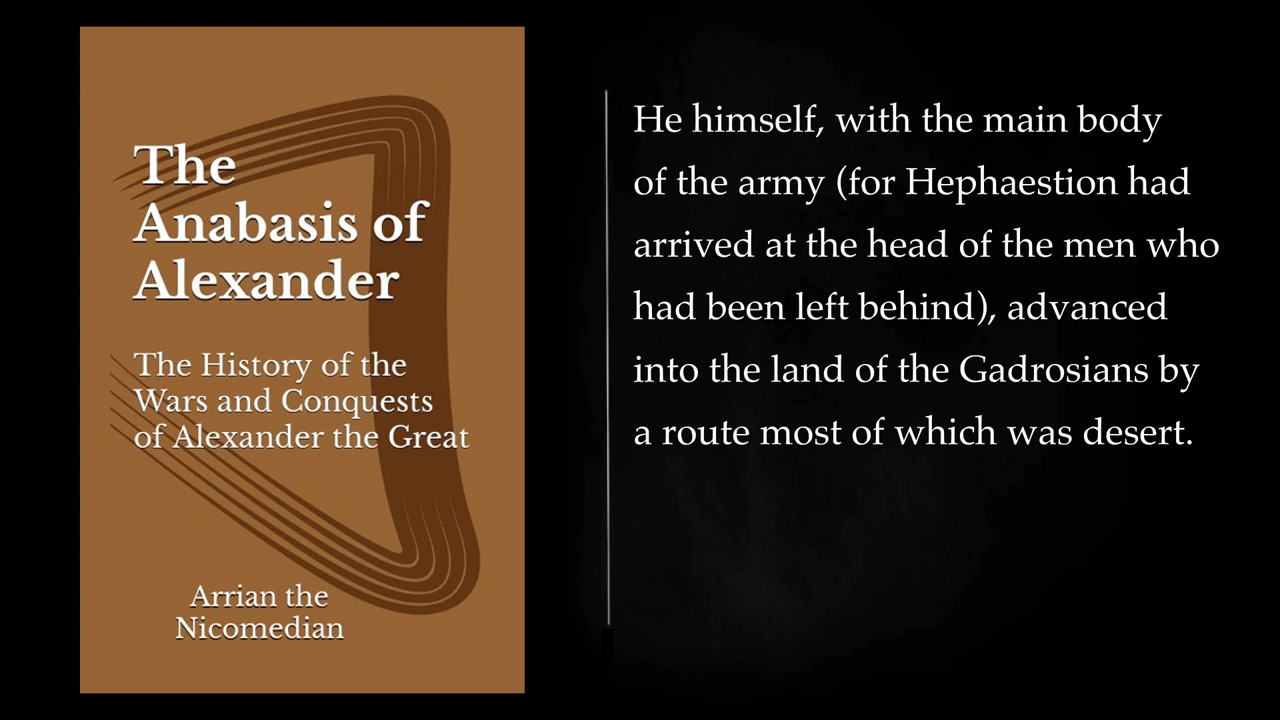 The
Anabasis of
Alexander
The History of the
Wars and Conquests
of Alexander the Great
Arrian the
Nicomedian
He himself, with the main body
of the army (for Hephaestion had
arrived at the head of the men who
had been left behind), advanced
into the land of the Gadrosians by
a route most of which was desert.